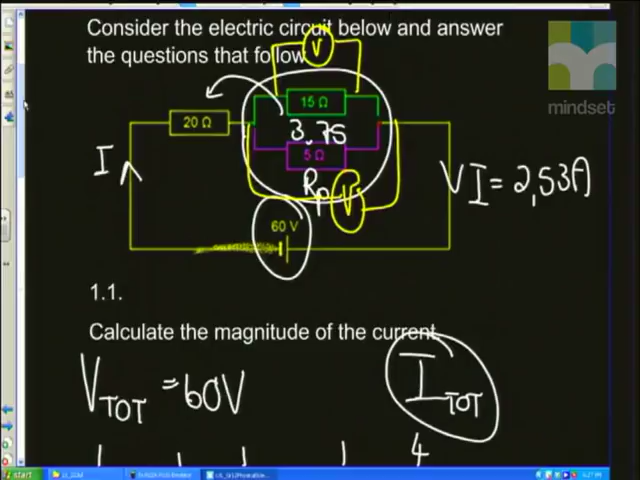 Consider the electric circuit below and answer
the questions that follow
V
mindset
15 Ω
20 Ω
3.75
5 Ω
I
Rp
V
V I = 2,53A
60 V
1.1.
Calculate the magnitude of the current
VTOT = 60V
ITOT
4
start